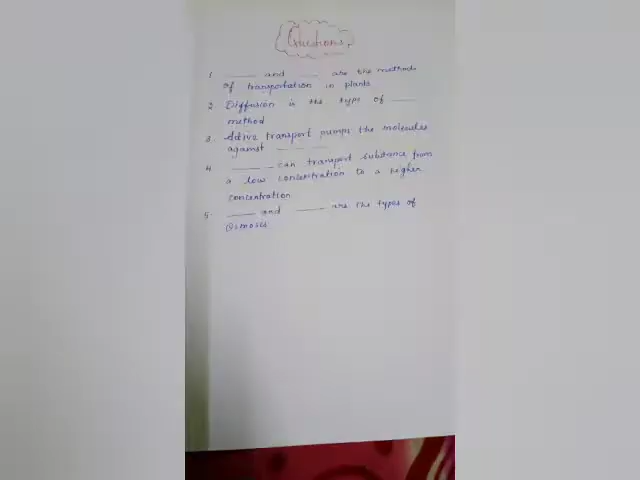 Questions
1 ____ and ____ are the methods
of transportation in plants
2 Diffusion is the type of ____
method
3 Active transport pumps the molecules
against _ _ _ _
4 ____ can transport substance from
a low concentration to a higher
concentration
5 ____ and ____ are the types of
Osmosis